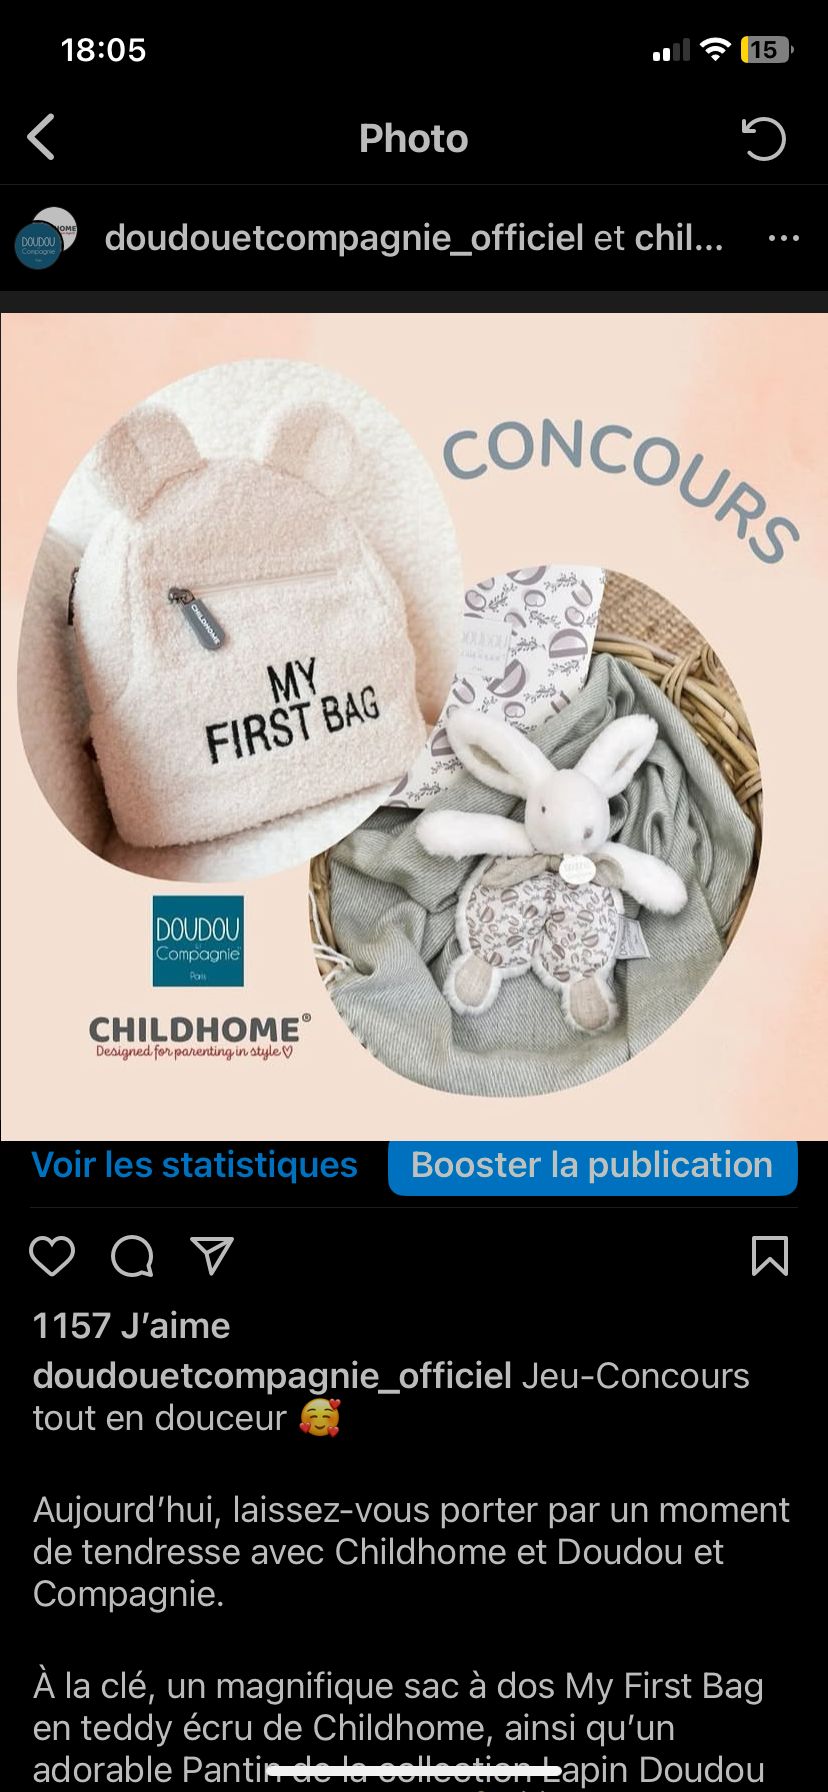 18:05
15
Photo
doudouetcompagnie_officiel et chil...
CONCOURS
CHILDHOME
MY
FIRST BAG
DOUDOU
et
Compagnie
Paris
CHILDHOME®
Designed for parenting in style
Voir les statistiques
Booster la publication
1157 J’aime
doudouetcompagnie_officiel Jeu-Concours
tout en douceur 🥰
Aujourd’hui, laissez-vous porter par un moment
de tendresse avec Childhome et Doudou et
Compagnie.
À la clé, un magnifique sac à dos My First Bag
en teddy écru de Childhome, ainsi qu’un
adorable Pantin de la collection Lapin Doudou